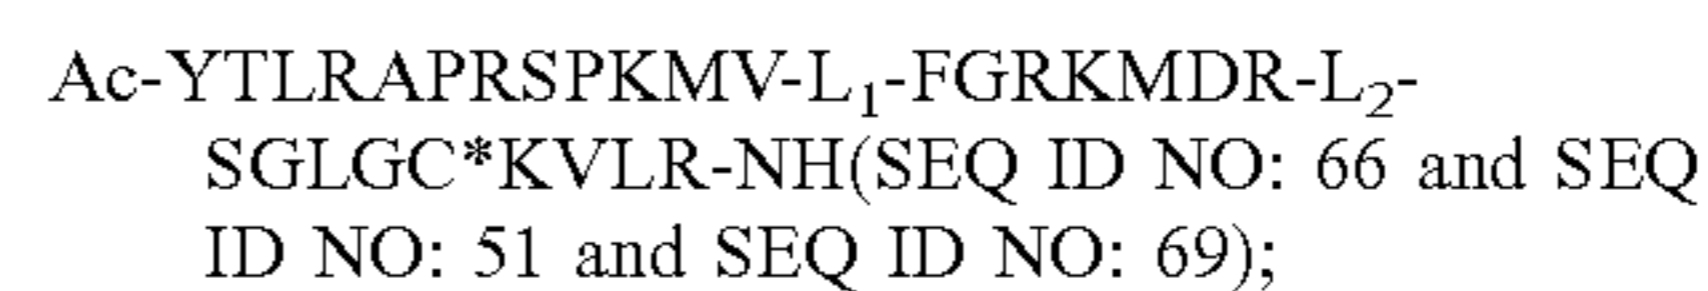 Ac-YTLRAPRSPKMV-L₁-FGRKMDR-L₂-
SGLGC*KVLR-NH(SEQ ID NO: 66 and SEQ
ID NO: 51 and SEQ ID NO: 69);